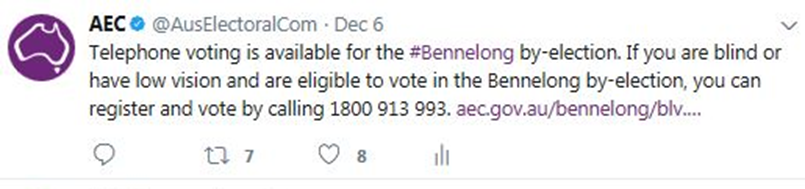 AEC @AusElectoralCom · Dec 6
Telephone voting is available for the #Bennelong by-election. If you are blind or
have low vision and are eligible to vote in the Bennelong by-election, you can
register and vote by calling 1800 913 993. aec.gov.au/bennelong/blv....
7 8